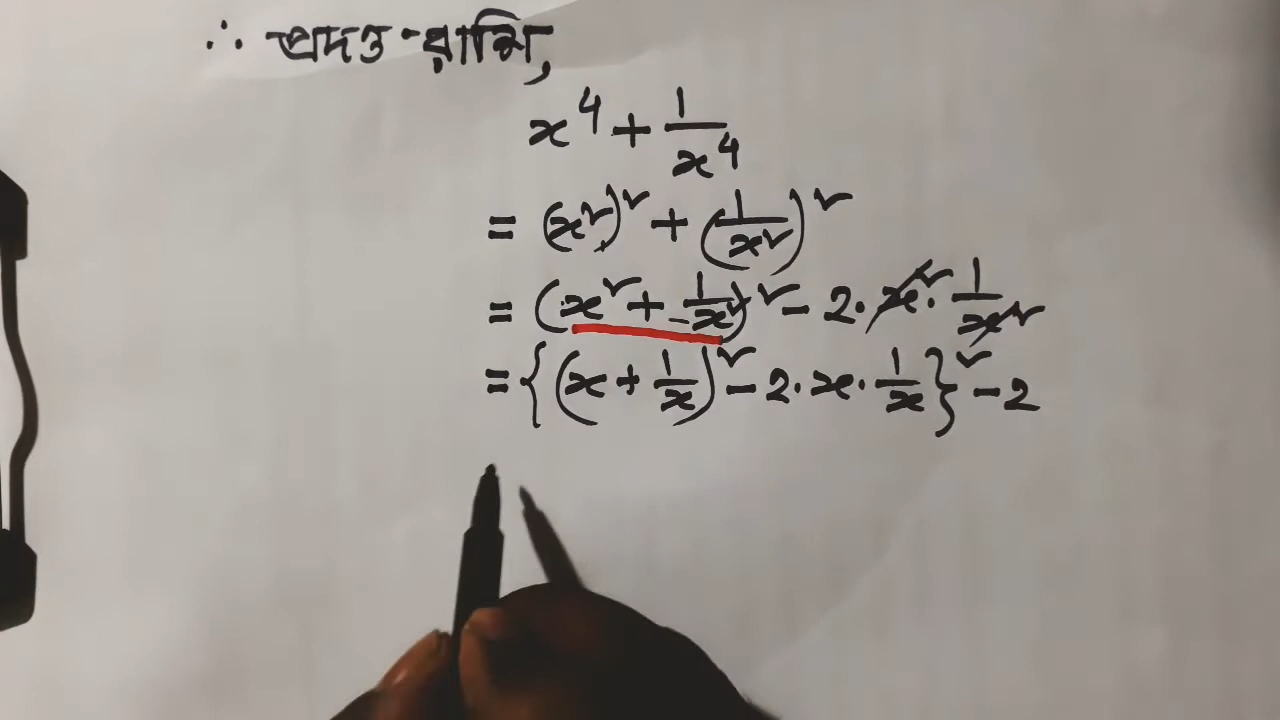 ∴ প্রদত্ত রাশি,
x⁴ + 1/x⁴
= (x²)² + (1/x²)²
= (x² + 1/x²)² - 2·x²·1/x²
= {(x + 1/x)² - 2·x·1/x}² - 2